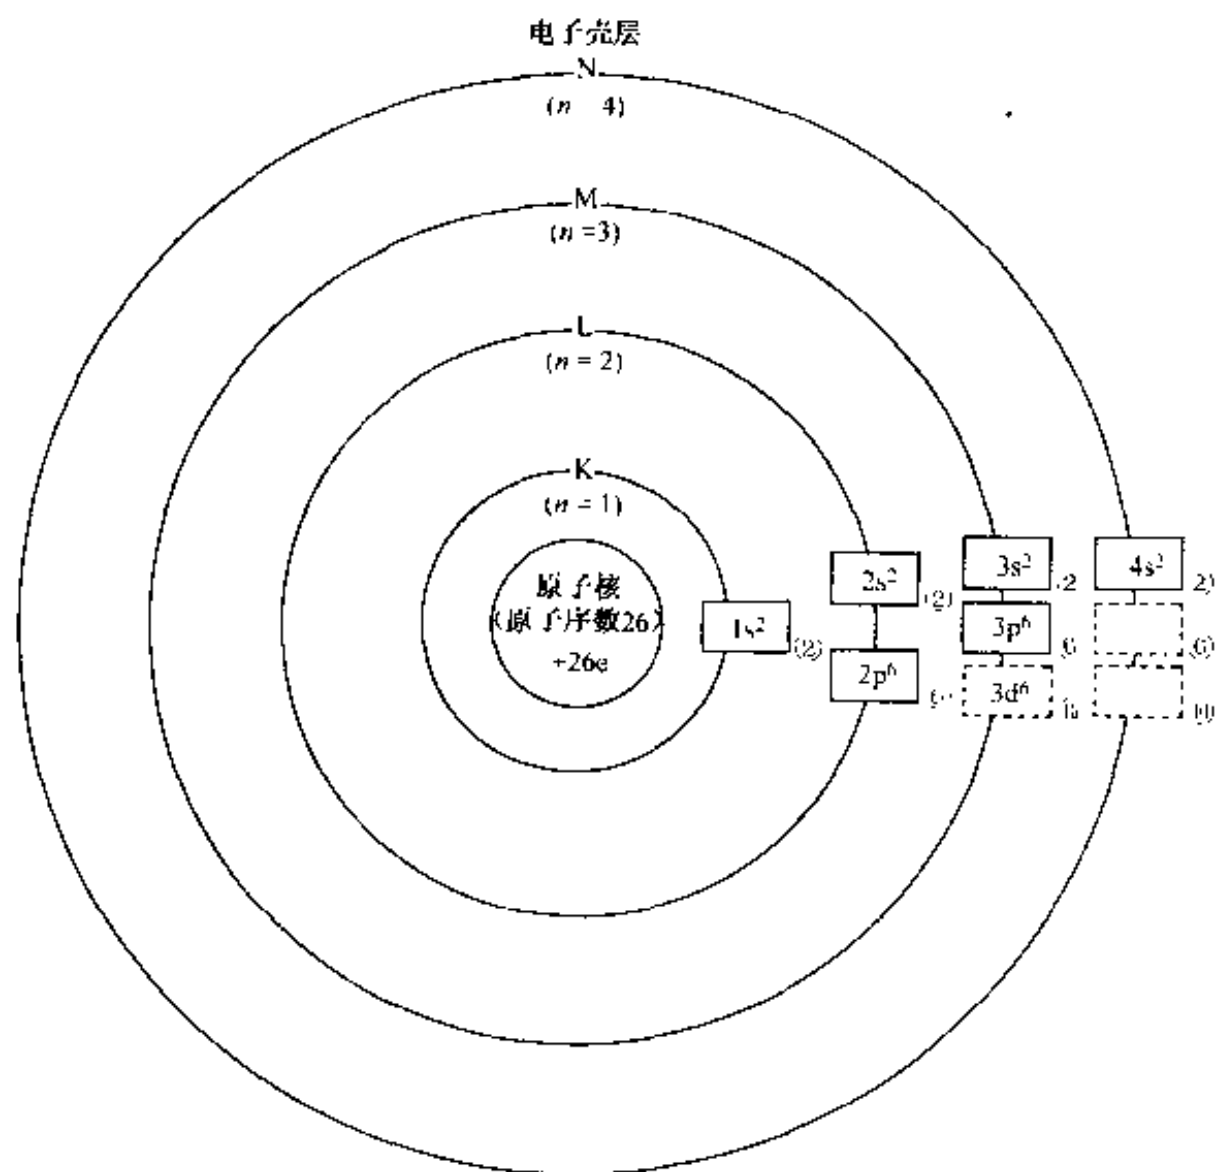 电子壳层
N
(n 4)
M
(n =3)
L
(n = 2)
K
(n = 1)
原子核
(原子序数26)
+26e
1s² (2)
2s² (2)
2p⁶
3s² (2
3p⁶ (6
3d⁶
4s² 2)
(6)